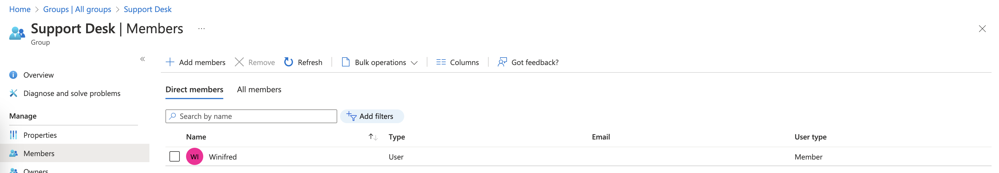 Home > Groups | All groups > Support Desk
Support Desk | Members ...
Group
«
Add members Remove Refresh Bulk operations Columns Got feedback?
Overview
Diagnose and solve problems
Manage
Properties
Members
Owners
Direct members All members
Search by name Add filters
Name Type Email User type
WI Winifred User Member